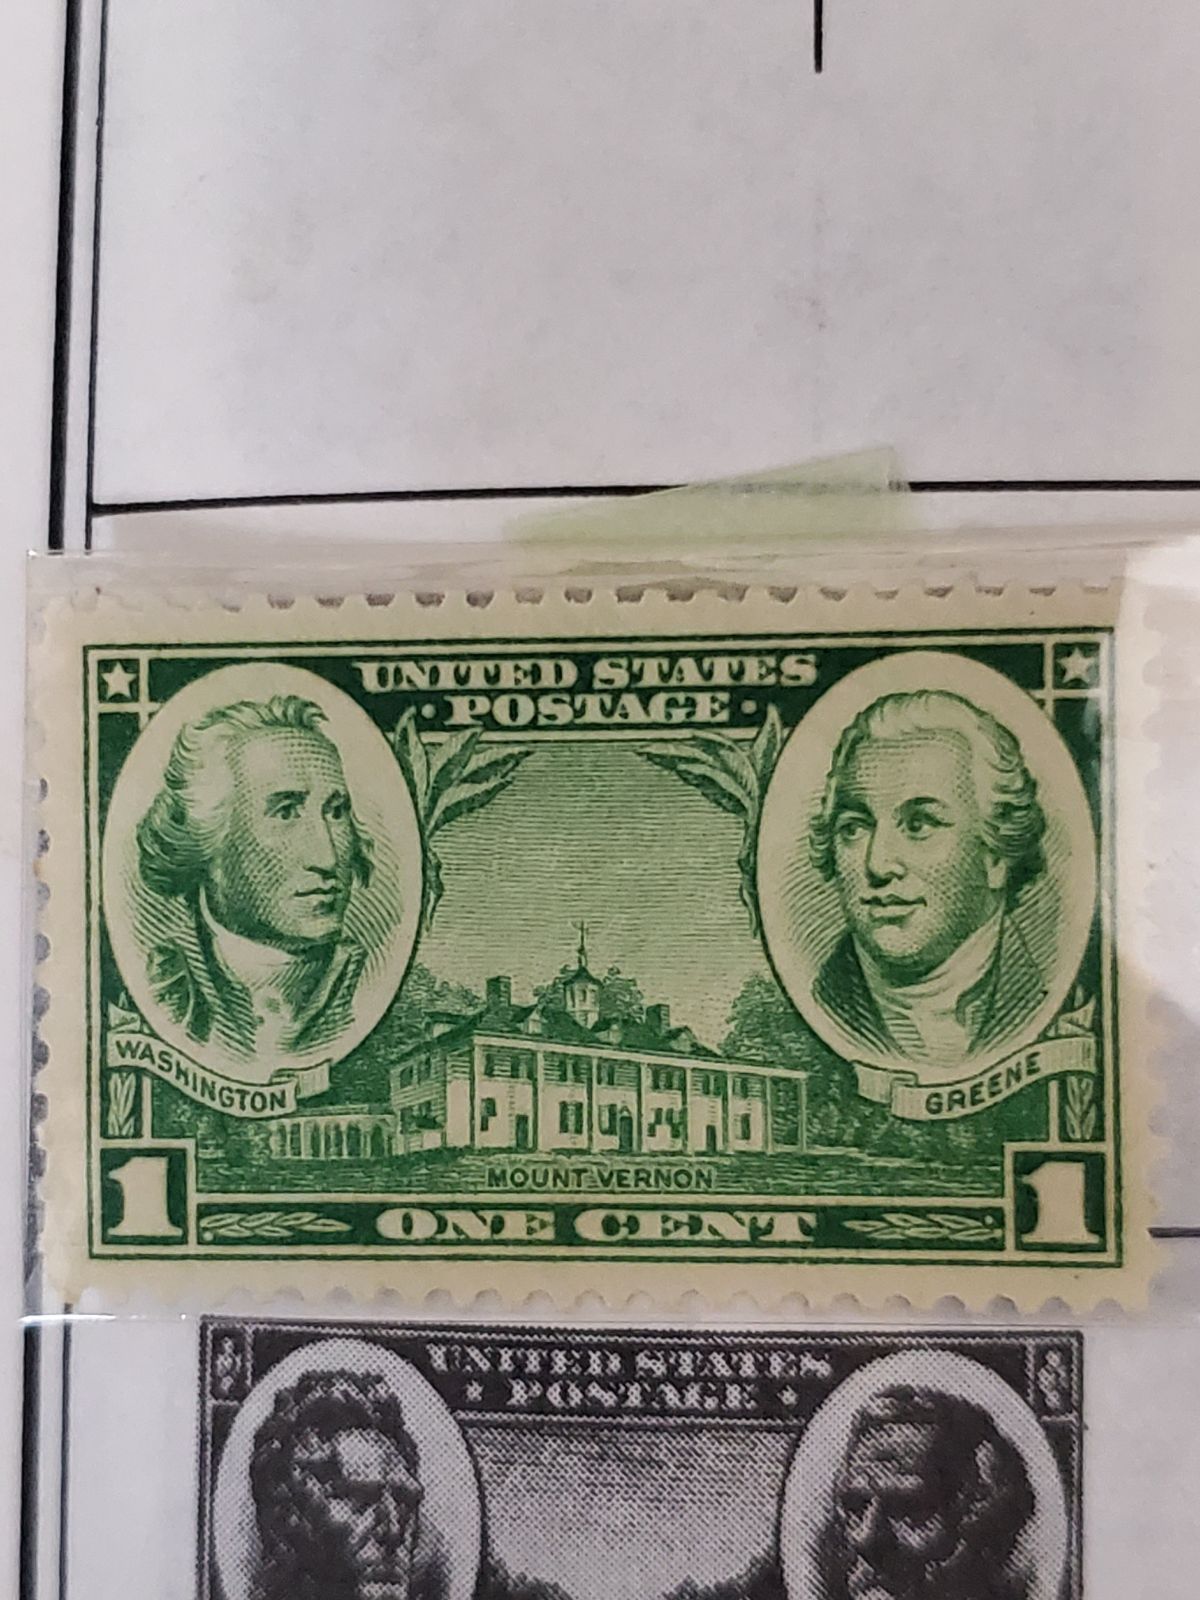 UNITED STATES
· POSTAGE ·
WASHINGTON
GREENE
MOUNT VERNON
1 ONE CENT 1
UNITED STATES
POSTAGE